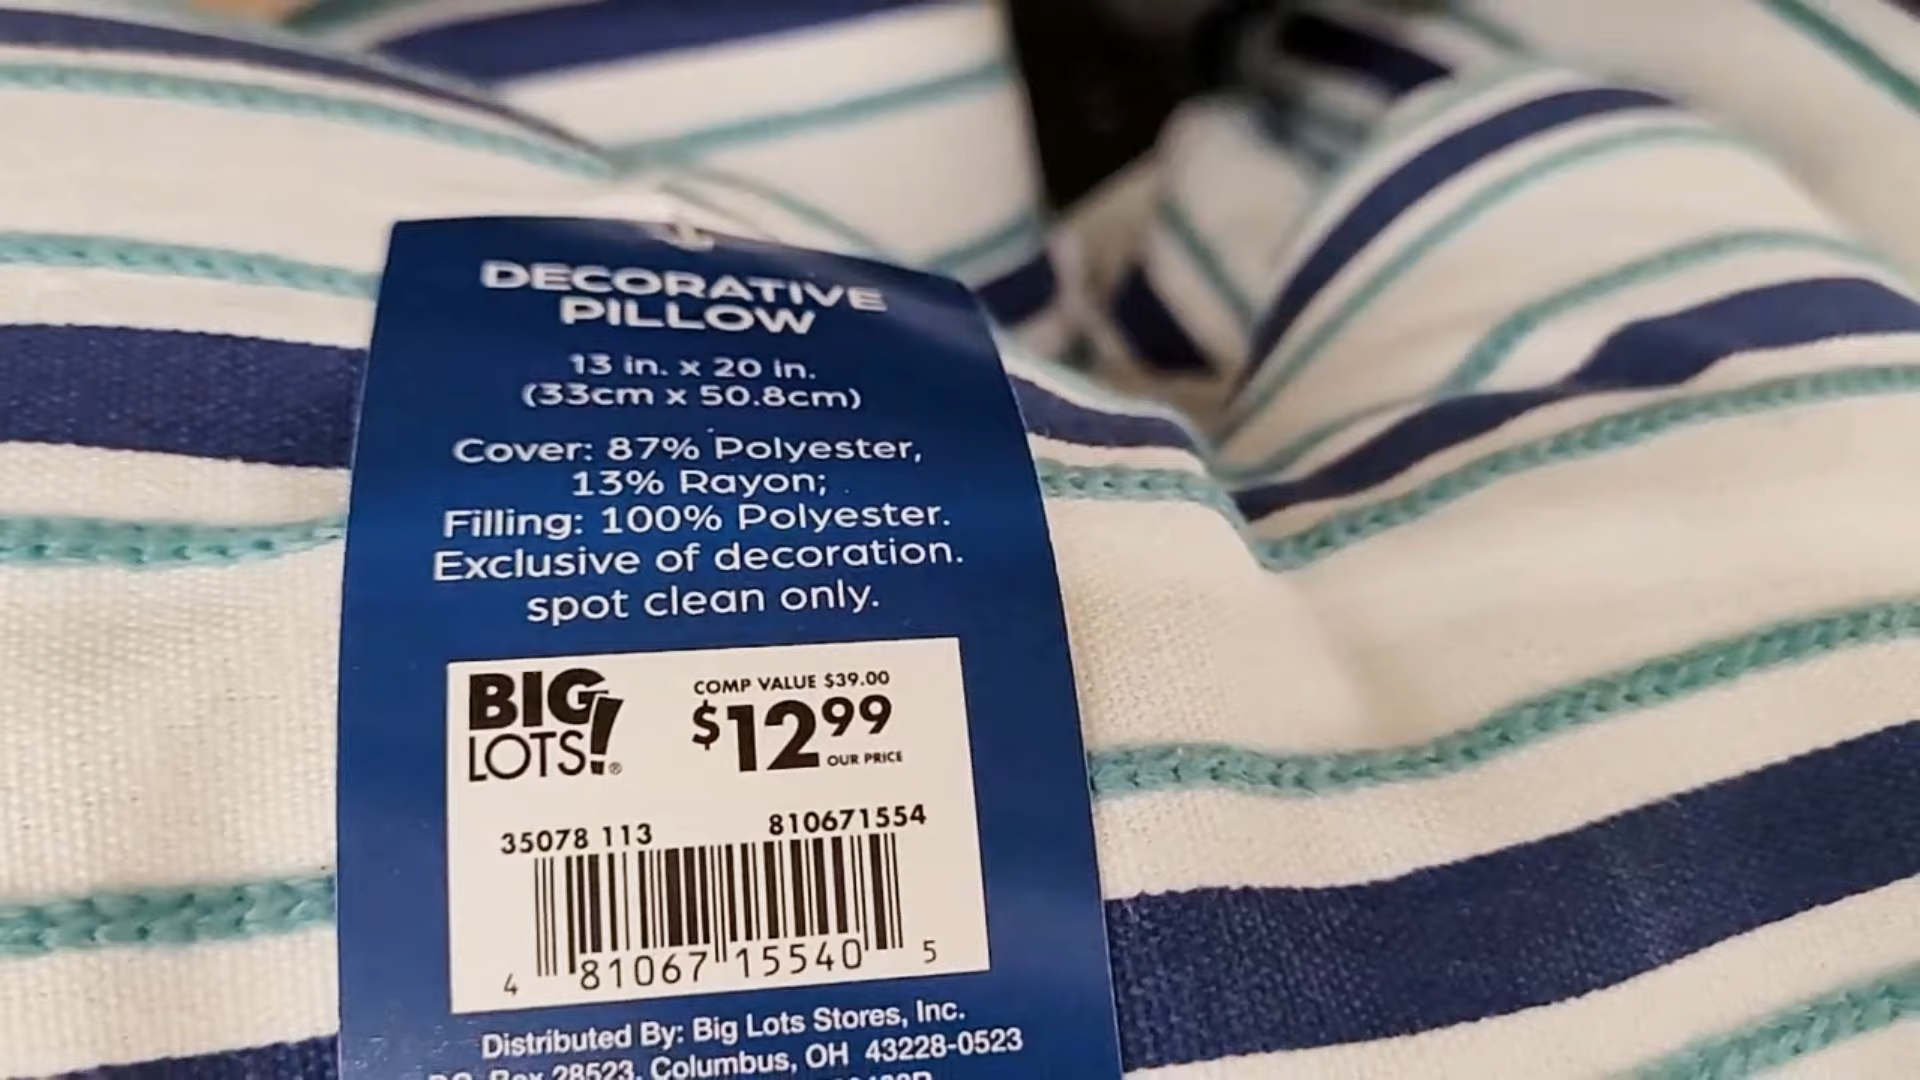 DECORATIVE
PILLOW
13 in. x 20 in.
(33cm x 50.8cm)
Cover: 87% Polyester,
13% Rayon;
Filling: 100% Polyester.
Exclusive of decoration.
spot clean only.
BIG
LOTS!®
COMP VALUE $39.00
$12.99
OUR PRICE
35078 113 810671554
4 81067 15540 5
Distributed By: Big Lots Stores, Inc.
Box 28523, Columbus, OH 43228-0523